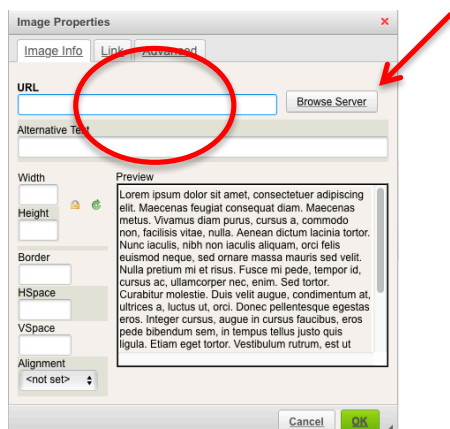 Image Properties
×
Image Info
Link
Advanced
URL
Browse Server
Alternative Text
Width
Height
Border
HSpace
VSpace
Alignment
<not set>
Preview
Lorem ipsum dolor sit amet, consectetuer adipiscing
elit. Maecenas feugiat consequat diam. Maecenas
metus. Vivamus diam purus, cursus a, commodo
non, facilisis vitae, nulla. Aenean dictum lacinia tortor.
Nunc iaculis, nibh non iaculis aliquam, orci felis
euismod neque, sed ornare massa mauris sed velit.
Nulla pretium mi et risus. Fusce mi pede, tempor id,
cursus ac, ullamcorper nec, enim. Sed tortor.
Curabitur molestie. Duis velit augue, condimentum at,
ultrices a, luctus ut, orci. Donec pellentesque egestas
eros. Integer cursus, augue in cursus faucibus, eros
pede bibendum sem, in tempus tellus justo quis
ligula. Etiam eget tortor. Vestibulum rutrum, est ut
Cancel
OK